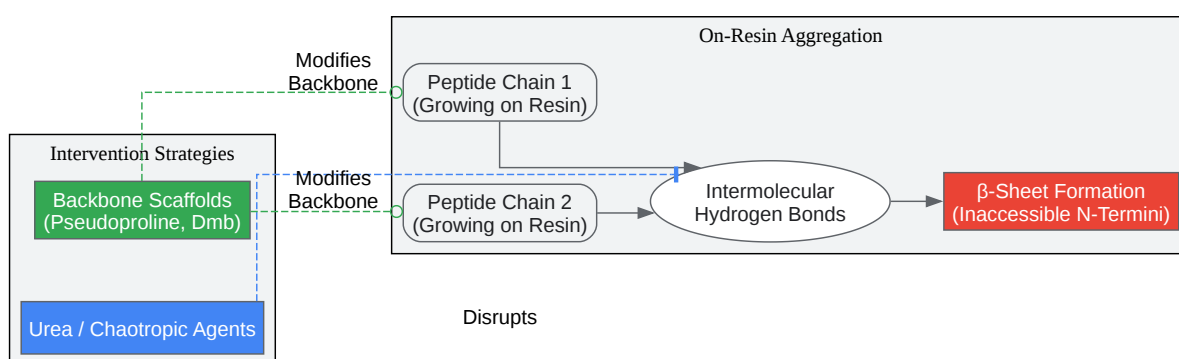 On-Resin Aggregation
Modifies
Backbone
Peptide Chain 1
(Growing on Resin)
Intervention Strategies
Backbone Scaffolds
(Pseudoproline, Dmb)
Modifies
Backbone
Peptide Chain 2
(Growing on Resin)
Intermolecular
Hydrogen Bonds
β-Sheet Formation
(Inaccessible N-Termini)
Urea / Chaotropic Agents
Disrupts